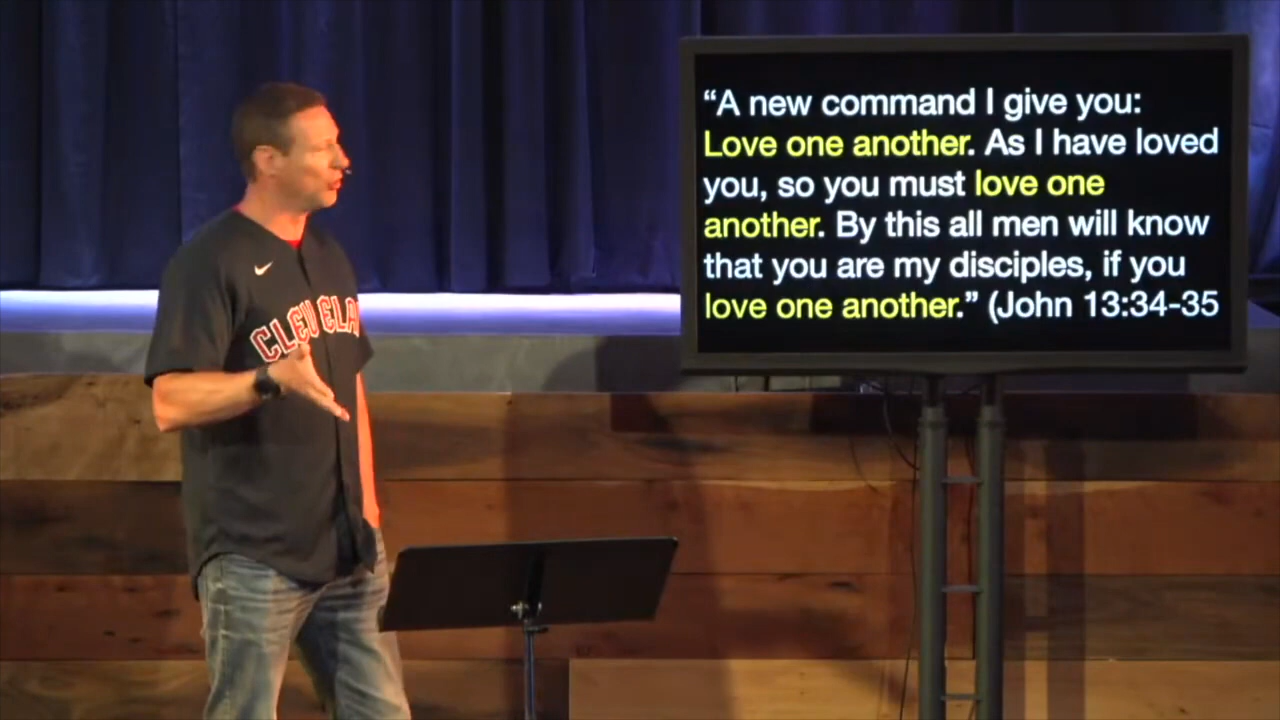 “A new command I give you:
Love one another. As I have loved
you, so you must love one
another. By this all men will know
that you are my disciples, if you
love one another.” (John 13:34-35
CLEVELA